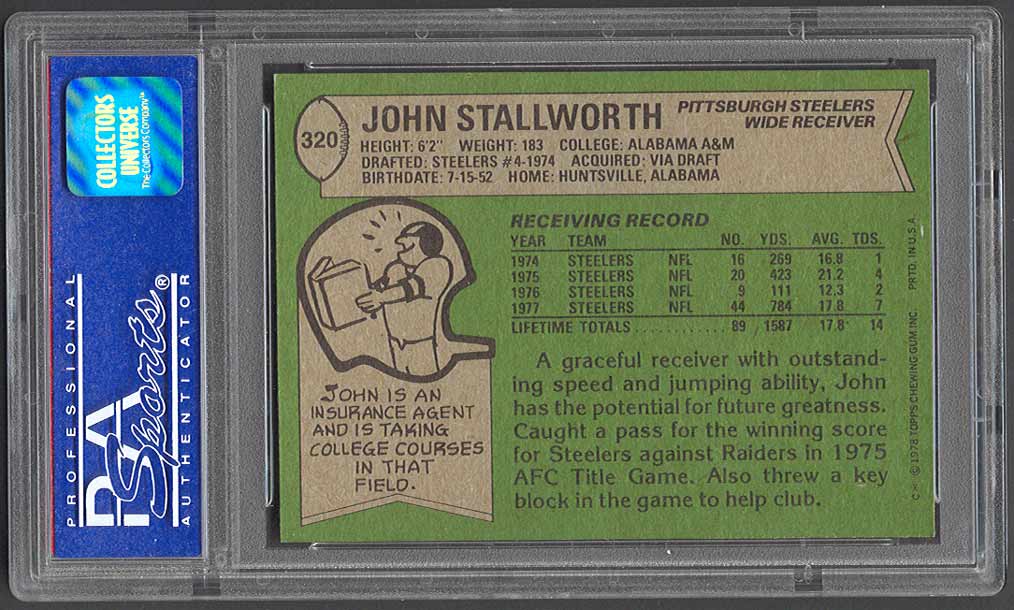 COLLECTORS
UNIVERSE
The Collectors Company™
PROFESSIONAL
PSA
Sports®
AUTHENTICATOR
320
JOHN STALLWORTH
PITTSBURGH STEELERS
WIDE RECEIVER
HEIGHT: 6'2" WEIGHT: 183 COLLEGE: ALABAMA A&M
DRAFTED: STEELERS #4-1974 ACQUIRED: VIA DRAFT
BIRTHDATE: 7-15-52 HOME: HUNTSVILLE, ALABAMA
RECEIVING RECORD
YEAR TEAM NO. YDS. AVG. TDS.
1974 STEELERS NFL 16 269 16.8 1
1975 STEELERS NFL 20 423 21.2 4
1976 STEELERS NFL 9 111 12.3 2
1977 STEELERS NFL 44 784 17.8 7
LIFETIME TOTALS ............ 89 1587 17.8 14
A graceful receiver with outstand-
ing speed and jumping ability, John
has the potential for future greatness.
Caught a pass for the winning score
for Steelers against Raiders in 1975
AFC Title Game. Also threw a key
block in the game to help club.
JOHN IS AN
INSURANCE AGENT
AND IS TAKING
COLLEGE COURSES
IN THAT
FIELD.
C * © 1978 TOPPS CHEWING GUM, INC. PRTD. IN U.S.A.